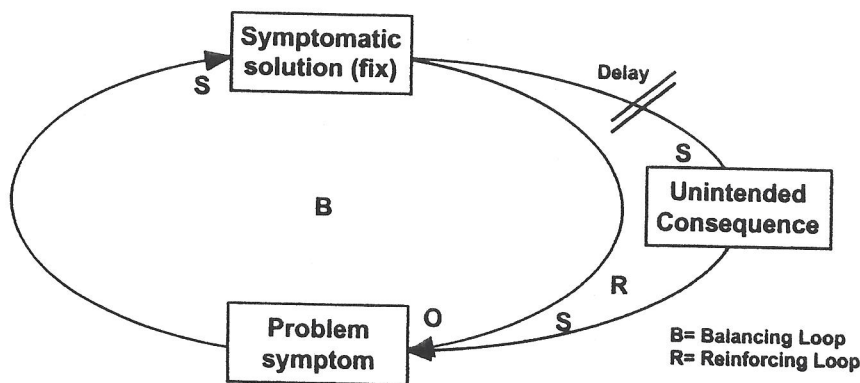 Symptomatic
solution (fix)
Delay
S
S
Unintended
Consequence
B
R
O
S
Problem
symptom
B= Balancing Loop
R= Reinforcing Loop